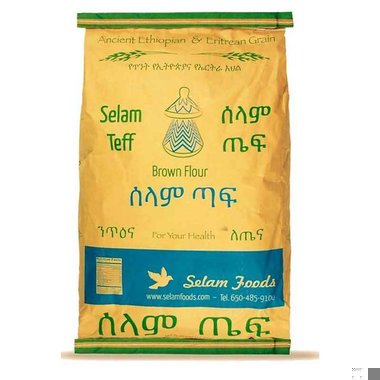 Ancient Ethiopian & Eritrean Grain
የጥንት የኢትዮጵያና የኤርትራ እህል
Selam ሰላም
Teff ጤፍ
Brown Flour
ሰላም ጣፍ
ንጥዕና For Your Health ለጤና
Selam Foods
www.selamfoods.com - Tel. 650-485-9104
ሰላም ጤፍ